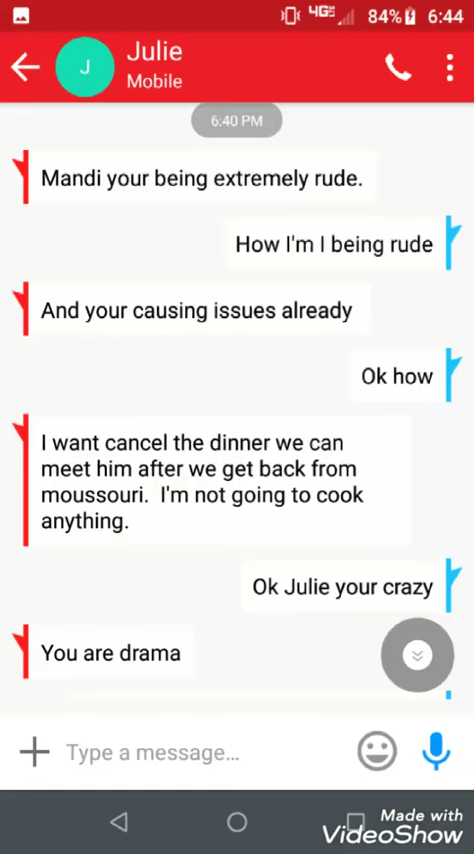 4G 84% 6:44
J
Julie
Mobile
6:40 PM
Mandi your being extremely rude.
How I'm I being rude
And your causing issues already
Ok how
I want cancel the dinner we can
meet him after we get back from
moussouri. I'm not going to cook
anything.
Ok Julie your crazy
You are drama
Type a message...
Made with
VideoShow